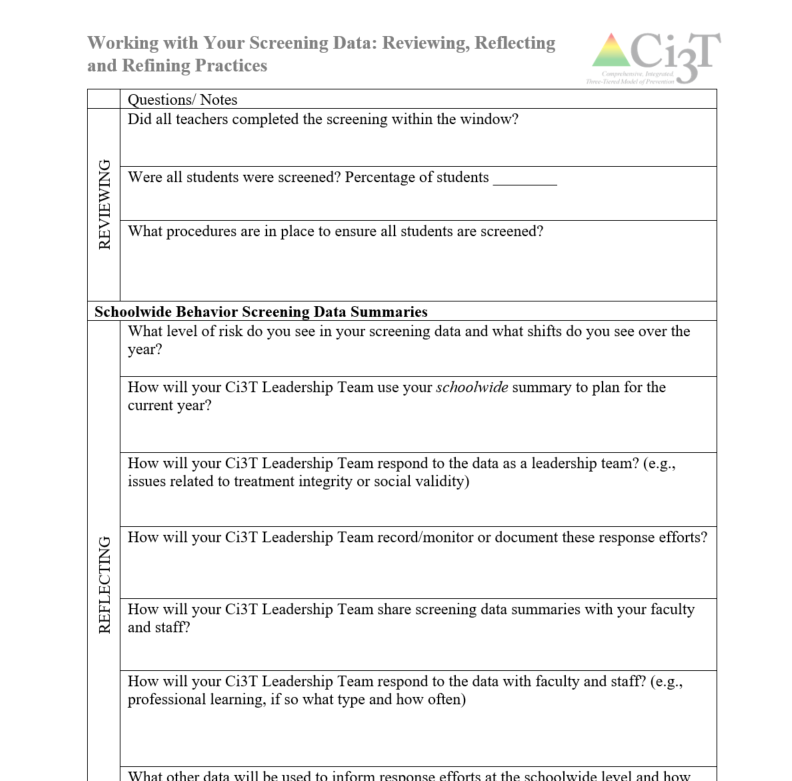 Working with Your Screening Data: Reviewing, Reflecting
and Refining Practices
Ci3T
Comprehensive, Integrated,
Three-Tiered Model of Prevention
Questions/ Notes
REVIEWING
Did all teachers completed the screening within the window?
Were all students were screened? Percentage of students ________
What procedures are in place to ensure all students are screened?
Schoolwide Behavior Screening Data Summaries
REFLECTING
What level of risk do you see in your screening data and what shifts do you see over the
year?
How will your Ci3T Leadership Team use your schoolwide summary to plan for the
current year?
How will your Ci3T Leadership Team respond to the data as a leadership team? (e.g.,
issues related to treatment integrity or social validity)
How will your Ci3T Leadership Team record/monitor or document these response efforts?
How will your Ci3T Leadership Team share screening data summaries with your faculty
and staff?
How will your Ci3T Leadership Team respond to the data with faculty and staff? (e.g.,
professional learning, if so what type and how often)
What other data will be used to inform response efforts at the schoolwide level and how